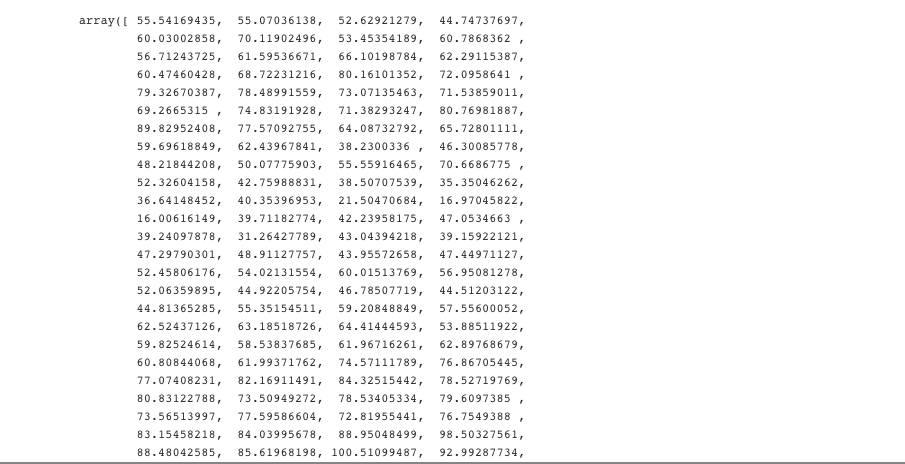 array([ 55.54169435,  55.07036138,  52.62921279,  44.74737697,
60.03002858,  70.11902496,  53.45354189,  60.7868362 ,
56.71243725,  61.59536671,  66.10198784,  62.29115387,
60.47460428,  68.72231216,  80.16101352,  72.0958641 ,
79.32670387,  78.48991559,  73.07135463,  71.53859011,
69.2665315 ,  74.83191928,  71.38293247,  80.76981887,
89.82952408,  77.57092755,  64.08732792,  65.72801111,
59.69618849,  62.43967841,  38.2300336 ,  46.30085778,
48.21844208,  50.07775903,  55.55916465,  70.6686775 ,
52.32604158,  42.75988831,  38.50707539,  35.35046262,
36.64148452,  40.35396953,  21.50470684,  16.97045822,
16.00616149,  39.71182774,  42.23958175,  47.0534663 ,
39.24097878,  31.26427789,  43.04394218,  39.15922121,
47.29790301,  48.91127757,  43.95572658,  47.44971127,
52.45806176,  54.02131554,  60.01513769,  56.95081278,
52.06359895,  44.92205754,  46.78507719,  44.51203122,
44.81365285,  55.35154511,  59.20848849,  57.55600052,
62.52437126,  63.18518726,  64.41444593,  53.88511922,
59.82524614,  58.53837685,  61.96716261,  62.89768679,
60.80844068,  61.99371762,  74.57111789,  76.86705445,
77.07408231,  82.16911491,  84.32515442,  78.52719769,
80.83122788,  73.50949272,  78.53405334,  79.6097385 ,
73.56513997,  77.59586604,  72.81955441,  76.7549388 ,
83.15458218,  84.03995678,  88.95048499,  98.50327561,
88.48042585,  85.61968198, 100.51099487,  92.99287734,